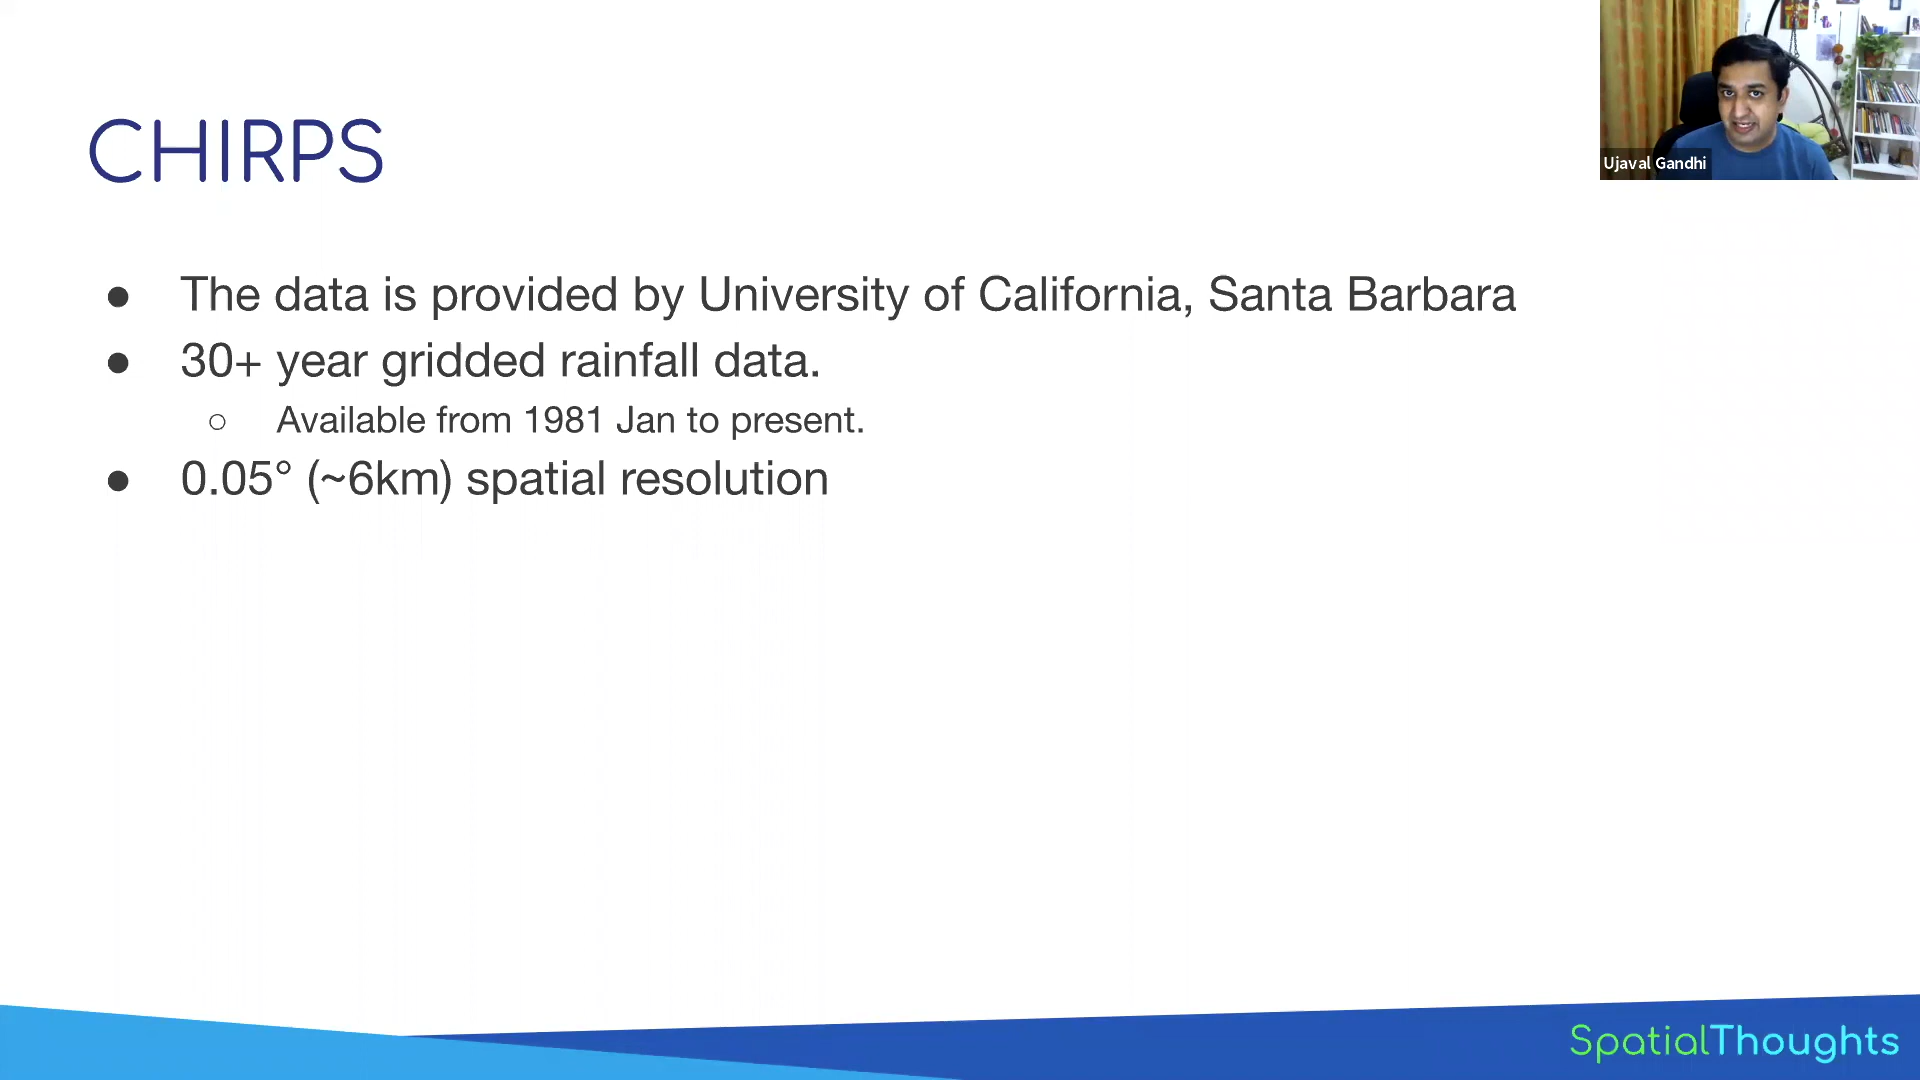 CHIRPS
Ujaval Gandhi
● The data is provided by University of California, Santa Barbara
● 30+ year gridded rainfall data.
○ Available from 1981 Jan to present.
● 0.05° (~6km) spatial resolution
SpatialThoughts